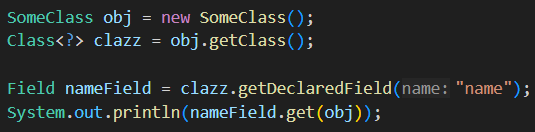 SomeClass obj = new SomeClass();
Class<?> clazz = obj.getClass();
Field nameField = clazz.getDeclaredField(name: "name");
System.out.println(nameField.get(obj));